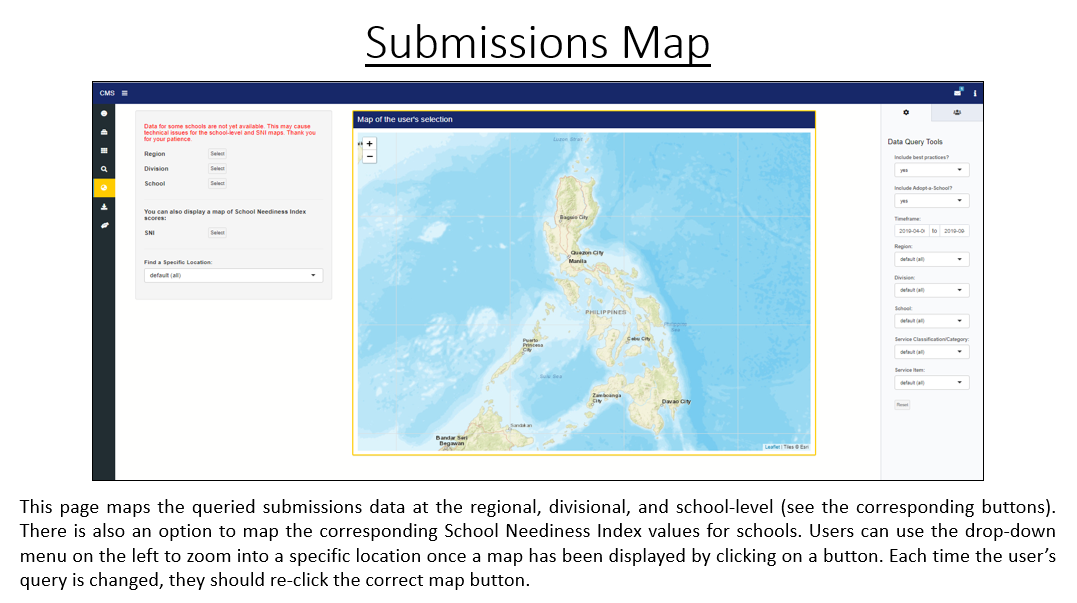 Submissions Map
CMS
Data for some schools are not yet available. This may cause
technical issues for the school-level and SNI maps. Thank you
for your patience.
Region Select
Division Select
School Select
You can also display a map of School Neediness Index
scores:
SNI Select
Find a Specific Location:
default (all)
Map of the user's selection
+
−
Luzon Strait
Baguio City
Quezon City
Manila
PHILIPPINES
Cebu City
Puerto
Princesa
City
Sulu Sea
Zamboanga
City
Davao City
Sandakan
Bandar Seri
Begawan
Leaflet | Tiles © Esri
Data Query Tools
Include best practices?
yes
Include Adopt-a-School?
yes
Timeframe:
2019-04-0 to 2019-09-
Region:
default (all)
Division:
default (all)
School:
default (all)
Service Classification/Category:
default (all)
Service Item:
default (all)
Reset
This page maps the queried submissions data at the regional, divisional, and school-level (see the corresponding buttons).
There is also an option to map the corresponding School Neediness Index values for schools. Users can use the drop-down
menu on the left to zoom into a specific location once a map has been displayed by clicking on a button. Each time the user’s
query is changed, they should re-click the correct map button.